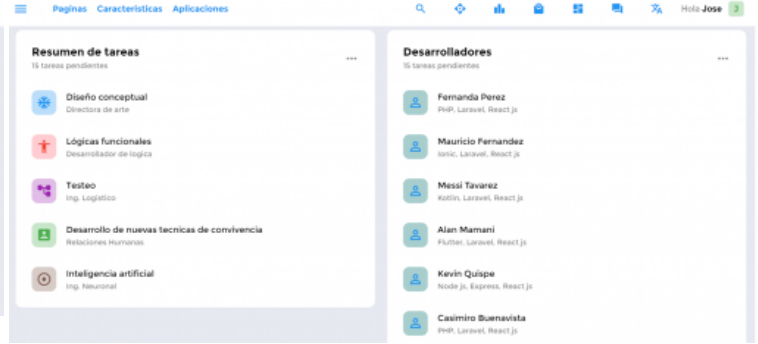 Paginas Caracteristicas Aplicaciones
Hola Jose J
Resumen de tareas
15 tareas pendientes
Diseño conceptual
Directora de arte
Lógicas funcionales
Desarrollador de logica
Testeo
Ing. Logistico
Desarrollo de nuevas tecnicas de convivencia
Relaciones Humanas
Inteligencia artificial
Ing. Neuronal
Desarrolladores
15 tareas pendientes
Fernanda Perez
PHP, Laravel, React js
Mauricio Fernandez
Ionic, Laravel, React js
Messi Tavarez
Kotlin, Laravel, React js
Alan Mamani
Flutter, Laravel, React js
Kevin Quispe
Node js, Express, React js
Casimiro Buenavista
PHP, Laravel, React js